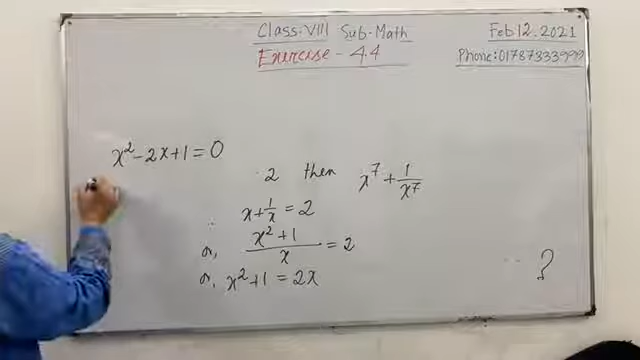 Class-VIII Sub-Math
Exercise - 4.4
Feb 12. 2021
Phone: 01787333999
x² - 2x + 1 = 0
2 then x⁷ + 1/x⁷
∴ x + 1/x = 2
or, (x² + 1)/x = 2
or, x² + 1 = 2x
?